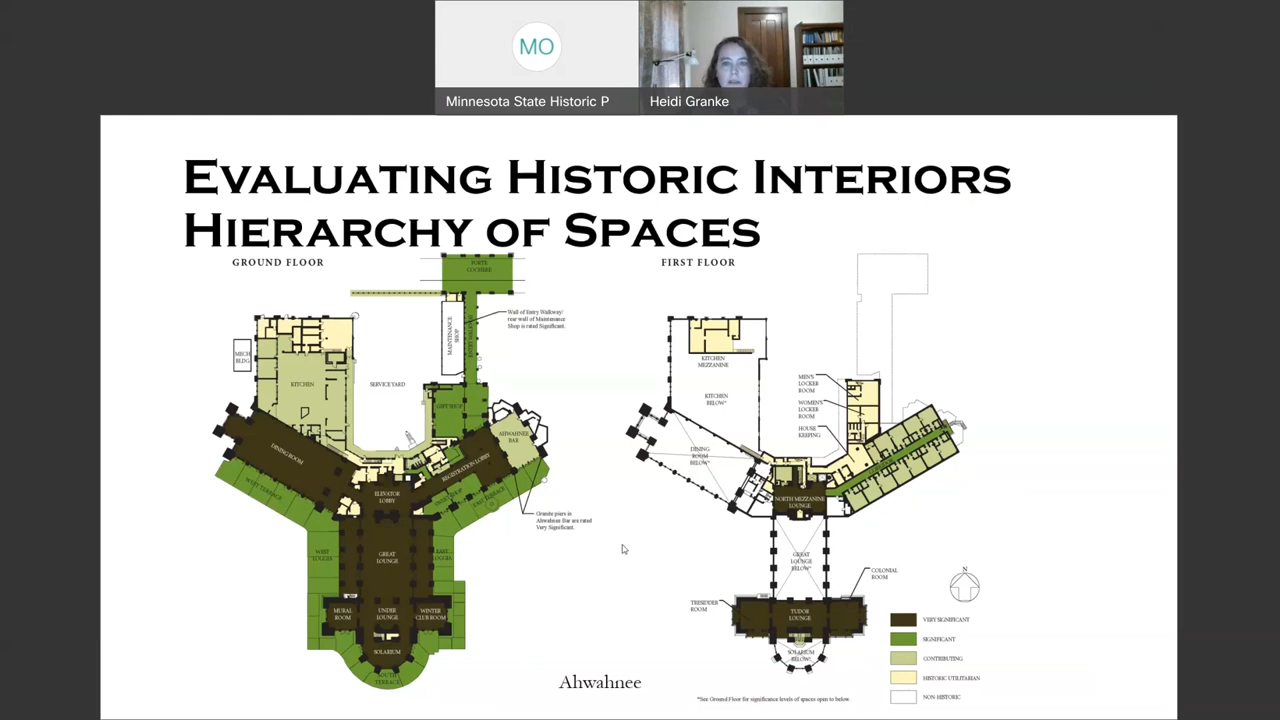 MO
Minnesota State Historic P
Heidi Granke
EVALUATING HISTORIC INTERIORS
HIERARCHY OF SPACES
GROUND FLOOR
FIRST FLOOR
PORTE
COCHERE
Wall of Entry Walkway/
rear wall of Maintenance
Shop is rated Significant.
MAINTENANCE
SHOP
MECH
BLDG
KITCHEN
SERVICE YARD
GIFT SHOP
AHWAHNEE
BAR
DINING ROOM
REGISTRATION LOBBY
WEST TERRACE
SWEET SHOP
EAST TERRACE
ELEVATOR
LOBBY
Granite piers in
Ahwahnee Bar are rated
Very Significant.
WEST
LOGGIA
GREAT
LOUNGE
EAST
LOGGIA
MURAL
ROOM
UNDER
LOUNGE
WINTER
CLUB ROOM
SOLARIUM
SOUTH
TERRACE
KITCHEN
MEZZANINE
KITCHEN
BELOW*
MEN'S
LOCKER
ROOM
WOMEN'S
LOCKER
ROOM
HOUSE
KEEPING
DINING
ROOM
BELOW*
NORTH MEZZANINE
LOUNGE
GREAT
LOUNGE
BELOW*
COLONIAL
ROOM
TRESIDDER
ROOM
TUDOR
LOUNGE
SOLARIUM
BELOW*
N
VERY SIGNIFICANT
SIGNIFICANT
CONTRIBUTING
HISTORIC UTILITARIAN
NON-HISTORIC
Ahwahnee
*See Ground Floor for significance levels of spaces open to below.